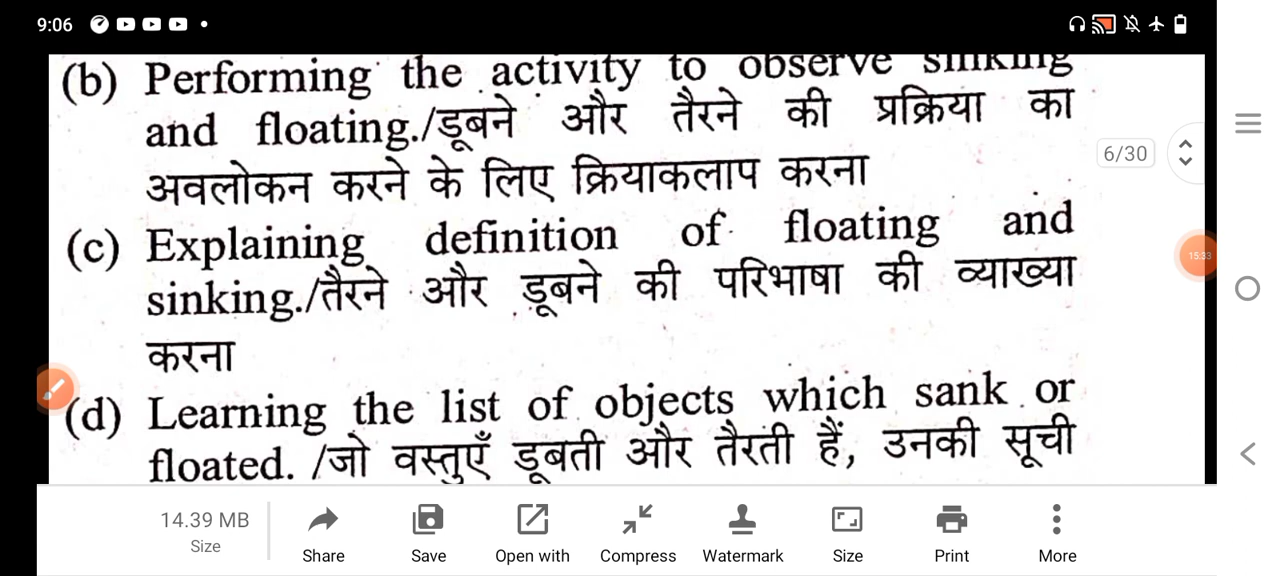 9:06
(b) Performing the activity to observe sinking
and floating./डूबने और तैरने की प्रक्रिया का
अवलोकन करने के लिए क्रियाकलाप करना
6/30
(c) Explaining definition of floating and
sinking./तैरने और डूबने की परिभाषा की व्याख्या
करना
15:33
(d) Learning the list of objects which sank or
floated. /जो वस्तुएँ डूबती और तैरती हैं, उनकी सूची
14.39 MB
Size
Share
Save
Open with
Compress
Watermark
Size
Print
More